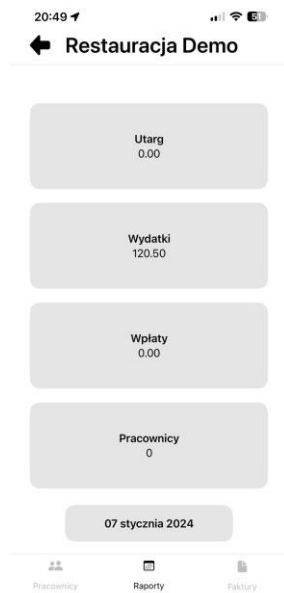 20:49
51
Restauracja Demo
Utarg
0.00
Wydatki
120.50
Wpłaty
0.00
Pracownicy
0
07 stycznia 2024
Pracownicy Raporty Faktury